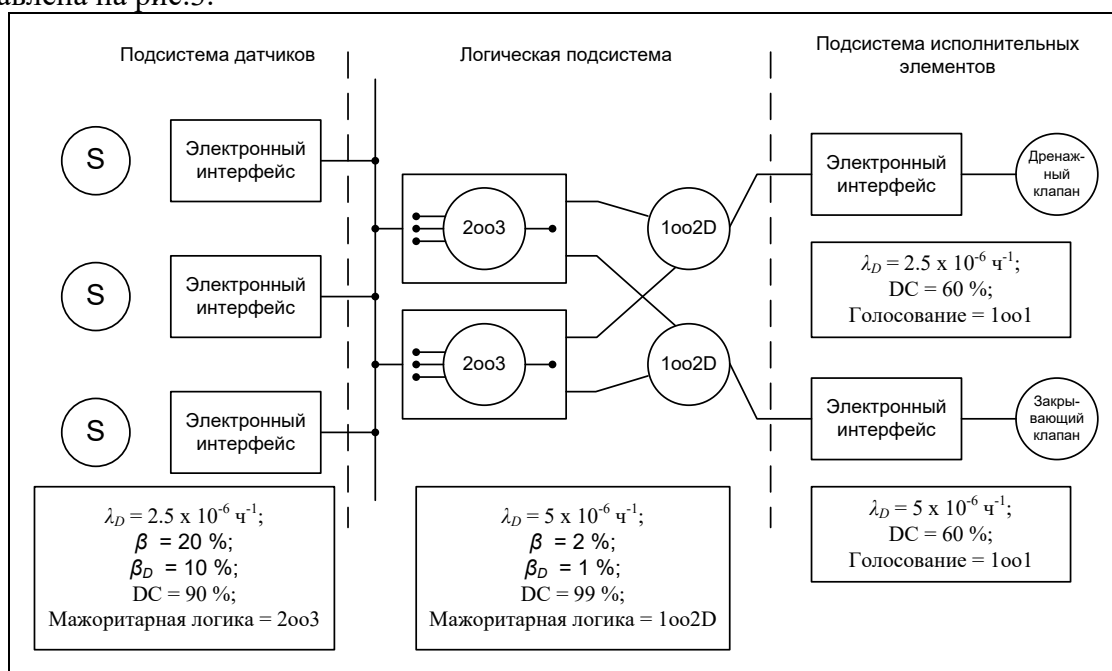 авлена на рис.3.
Подсистема датчиков
Логическая подсистема
Подсистема исполнительных
элементов
S
Электронный
интерфейс
2oo3
1oo2D
Электронный
интерфейс
Дренаж-
ный
клапан
λD = 2.5 x 10⁻⁶ ч⁻¹;
DC = 60 %;
Голосование = 1oo1
S
Электронный
интерфейс
2oo3
1oo2D
Электронный
интерфейс
Закры-
вающий
клапан
S
Электронный
интерфейс
λD = 2.5 x 10⁻⁶ ч⁻¹;
β = 20 %;
βD = 10 %;
DC = 90 %;
Мажоритарная логика = 2oo3
λD = 5 x 10⁻⁶ ч⁻¹;
β = 2 %;
βD = 1 %;
DC = 99 %;
Мажоритарная логика = 1oo2D
λD = 5 x 10⁻⁶ ч⁻¹;
DC = 60 %;
Голосование = 1oo1